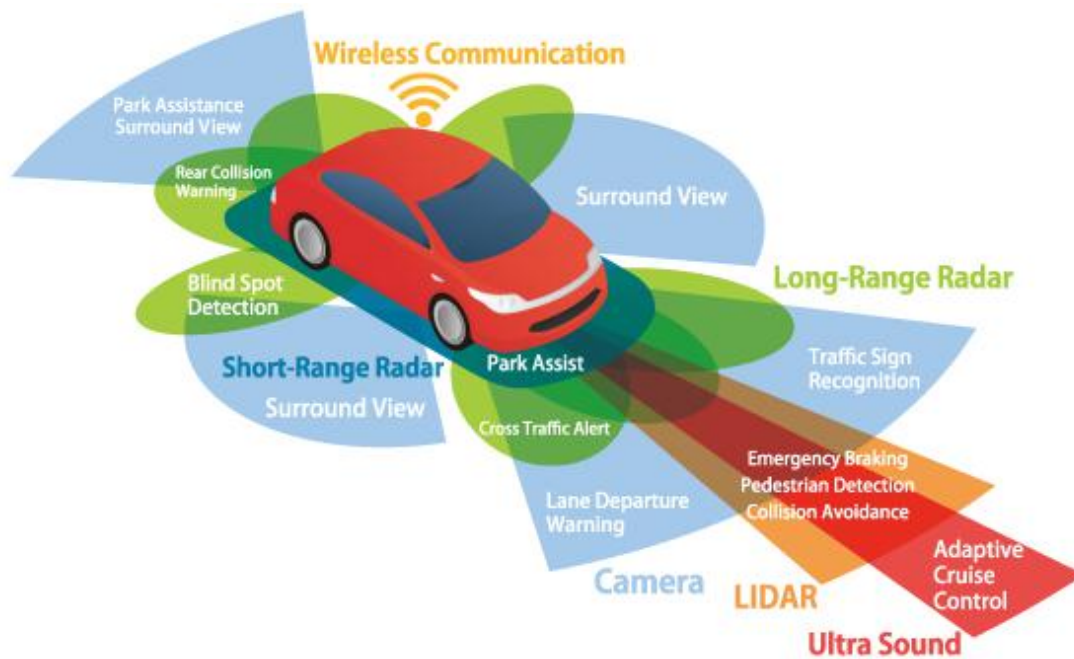 Wireless Communication
Park Assistance
Surround View
Rear Collision
Warning
Surround View
Blind Spot
Detection
Long-Range Radar
Short-Range Radar
Park Assist
Surround View
Traffic Sign
Recognition
Cross Traffic Alert
Emergency Braking
Pedestrian Detection
Collision Avoidance
Lane Departure
Warning
Adaptive
Cruise
Control
Camera
LIDAR
Ultra Sound